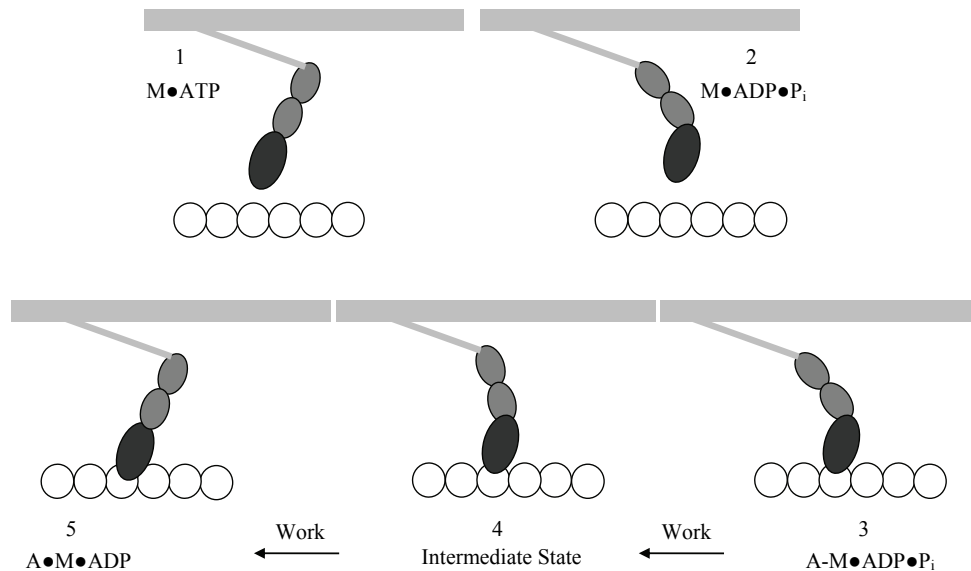 1
M●ATP
2
M●ADP●Pi
5
A●M●ADP
Work
4
Intermediate State
Work
3
A-M●ADP●Pi